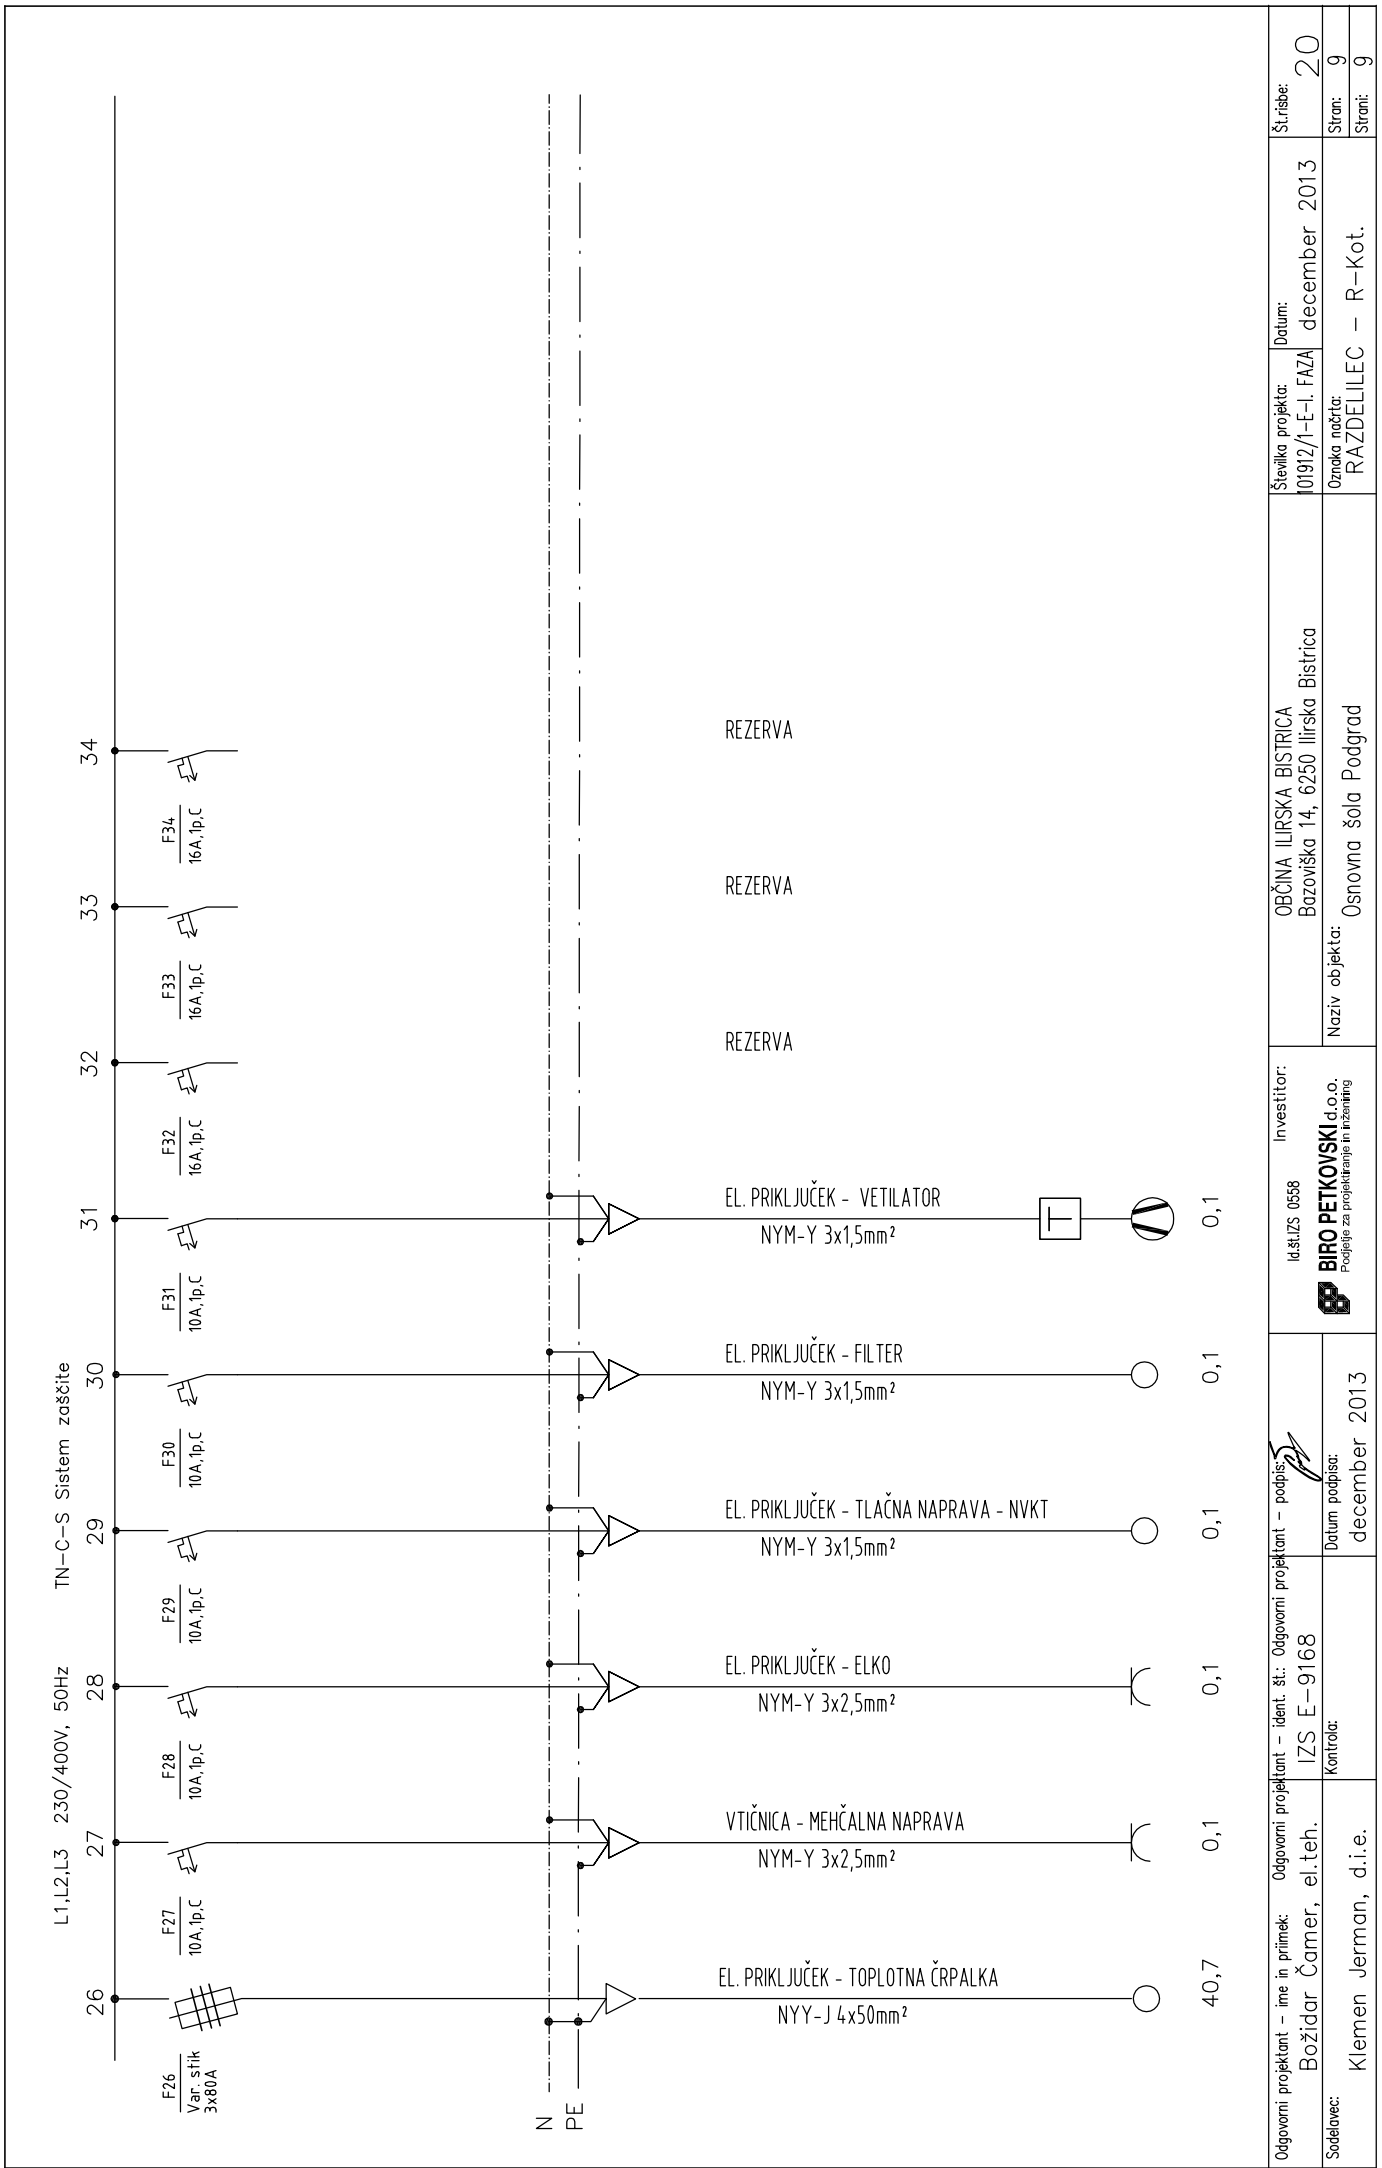 L1,L2,L3 230/400V, 50Hz TN-C-S Sistem zaščite
26 27 28 29 30 31 32 33 34
F26
Var. stik
3x80A
F27
10A,1p,C
F28
10A,1p,C
F29
10A,1p,C
F30
10A,1p,C
F31
10A,1p,C
F32
16A,1p,C
F33
16A,1p,C
F34
16A,1p,C
N
PE
EL. PRIKLJUČEK - TOPLOTNA ČRPALKA
NYY-J 4x50mm²
VTIČNICA - MEHČALNA NAPRAVA
NYM-Y 3x2,5mm²
EL. PRIKLJUČEK - ELKO
NYM-Y 3x2,5mm²
EL. PRIKLJUČEK - TLAČNA NAPRAVA - NVKT
NYM-Y 3x1,5mm²
EL. PRIKLJUČEK - FILTER
NYM-Y 3x1,5mm²
EL. PRIKLJUČEK - VETILATOR
NYM-Y 3x1,5mm²
REZERVA
REZERVA
REZERVA
T
40,7 0,1 0,1 0,1 0,1 0,1
Odgovorni projektant - ime in priimek:
Božidar Čamer, el.teh.
Odgovorni projektant - ident. št.:
IZS E-9168
Odgovorni projektant - podpis:
Sodelavec:
Klemen Jerman, d.i.e.
Kontrola:
Datum podpisa:
december 2013
Id.št.IZS 0558
BIRO PETKOVSKI d.o.o.
Podjetje za projektiranje in inženiring
Investitor:
OBČINA ILIRSKA BISTRICA
Bazoviška 14, 6250 Ilirska Bistrica
Naziv objekta:
Osnovna šola Podgrad
Številka projekta:
101912/1-E-I. FAZA
Datum:
december 2013
Oznaka načrta:
RAZDELILEC - R-Kot.
Št.risbe:
20
Stran: 9
Strani: 9